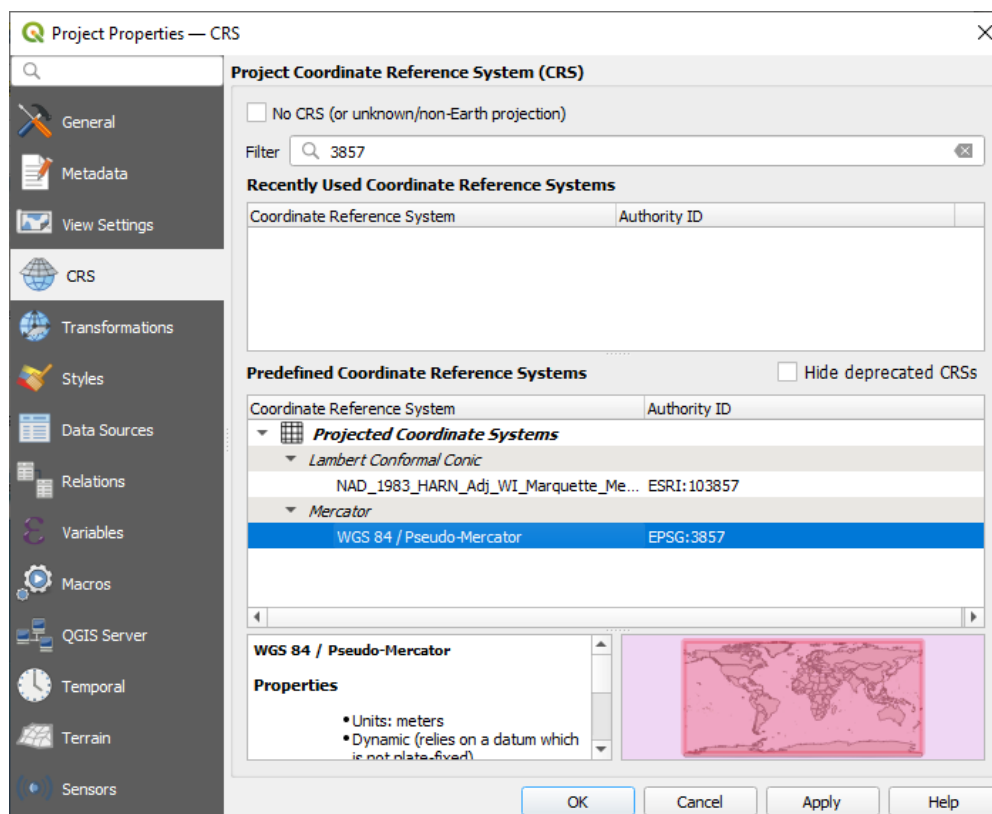 Project Properties — CRS
Project Coordinate Reference System (CRS)
General
Metadata
View Settings
CRS
Transformations
Styles
Data Sources
Relations
Variables
Macros
QGIS Server
Temporal
Terrain
Sensors
No CRS (or unknown/non-Earth projection)
Filter 3857
Recently Used Coordinate Reference Systems
Coordinate Reference System Authority ID
Predefined Coordinate Reference Systems Hide deprecated CRSs
Coordinate Reference System Authority ID
Projected Coordinate Systems
Lambert Conformal Conic
NAD_1983_HARN_Adj_WI_Marquette_Me... ESRI:103857
Mercator
WGS 84 / Pseudo-Mercator EPSG:3857
WGS 84 / Pseudo-Mercator
Properties
• Units: meters
• Dynamic (relies on a datum which
is not plate-fixed)
OK Cancel Apply Help